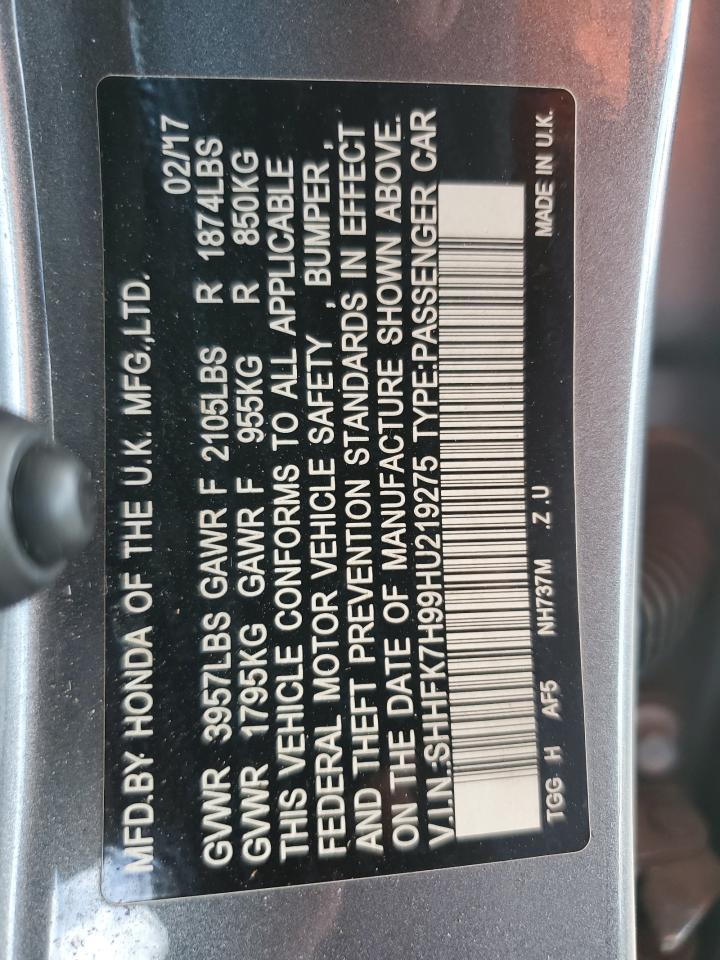 MFD.BY HONDA OF THE U.K. MFG.,LTD. 02/17
GVWR 3957LBS GAWR F 2105LBS R 1874LBS
GVWR 1795KG GAWR F 955KG R 850KG
THIS VEHICLE CONFORMS TO ALL APPLICABLE
FEDERAL MOTOR VEHICLE SAFETY , BUMPER ,
AND THEFT PREVENTION STANDARDS IN EFFECT
ON THE DATE OF MANUFACTURE SHOWN ABOVE.
V.I.N.:SHHFK7H99HU219275 TYPE:PASSENGER CAR
TGG H AF5 NH737M .Z .U MADE IN U.K.